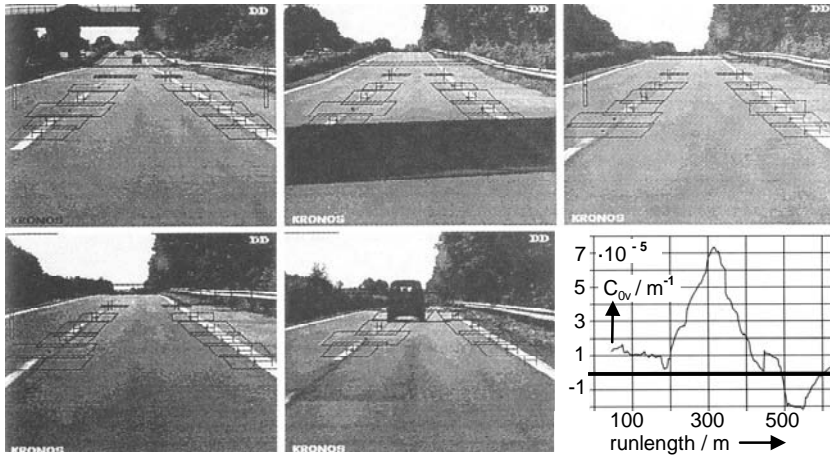 DD
DD
DD
KRONOS
KRONOS
KRONOS
DD
DD
KRONOS
KRONOS
7 ·10 -5
5 C0v / m-1
3
1
-1
100 300 500
runlength / m